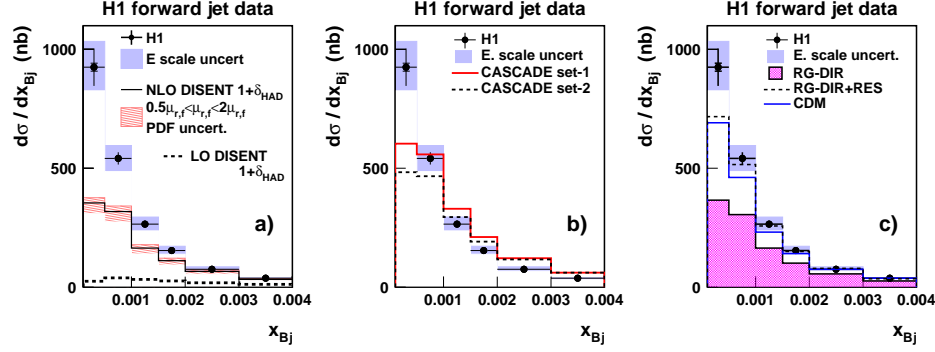 H1 forward jet data
dσ / dx_Bj (nb)
1000
500
0
H1
E scale uncert
NLO DISENT 1+δ_HAD
0.5μ_r,f<μ_r,f<2μ_r,f
PDF uncert.
LO DISENT
1+δ_HAD
a)
0.001 0.002 0.003 0.004
x_Bj
H1 forward jet data
dσ / dx_Bj (nb)
1000
500
0
H1
E. scale uncert
CASCADE set-1
CASCADE set-2
b)
0.001 0.002 0.003 0.004
x_Bj
H1 forward jet data
dσ / dx_Bj (nb)
1000
500
0
H1
E. scale uncert.
RG-DIR
RG-DIR+RES
CDM
c)
0.001 0.002 0.003 0.004
x_Bj